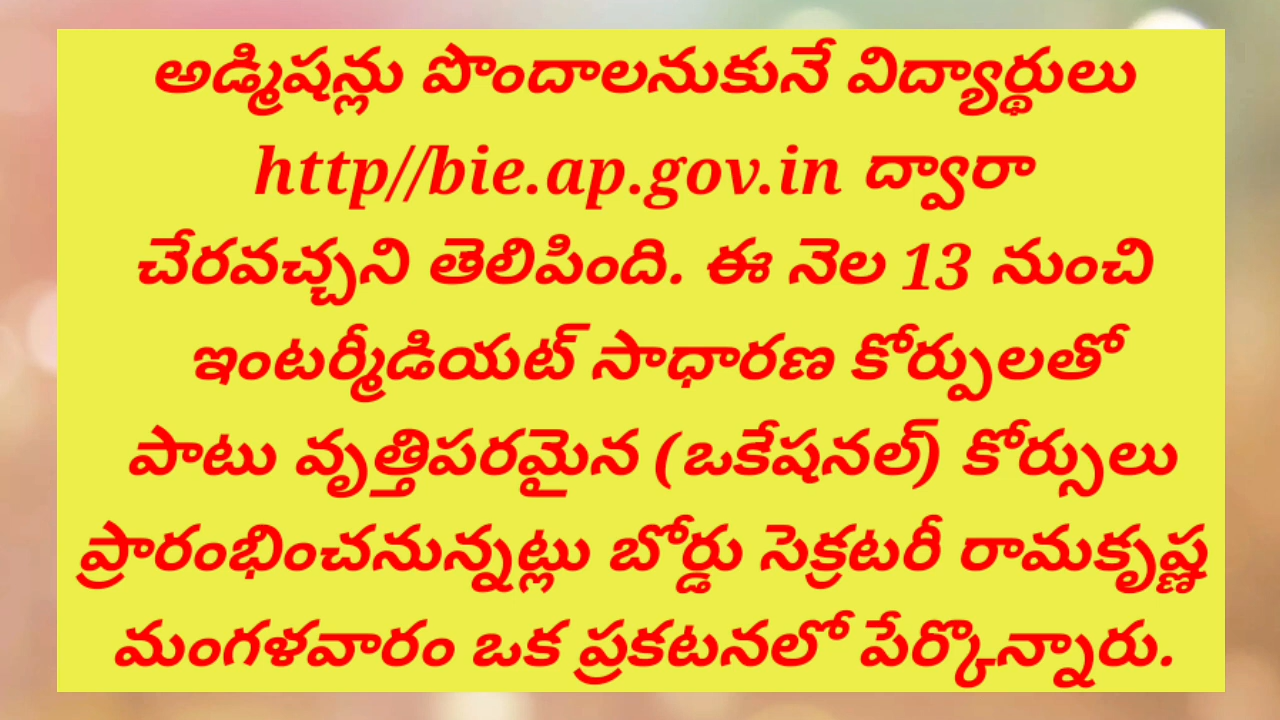 అడ్మిషన్లు పొందాలనుకునే విద్యార్థులు
http//bie.ap.gov.in ద్వారా
చేరవచ్చని తెలిపింది. ఈ నెల 13 నుంచి
ఇంటర్మీడియట్ సాధారణ కోర్పులతో
పాటు వృత్తిపరమైన (ఒకేషనల్) కోర్సులు
ప్రారంభించనున్నట్లు బోర్డు సెక్రటరీ రామకృష్ణ
మంగళవారం ఒక ప్రకటనలో పేర్కొన్నారు.